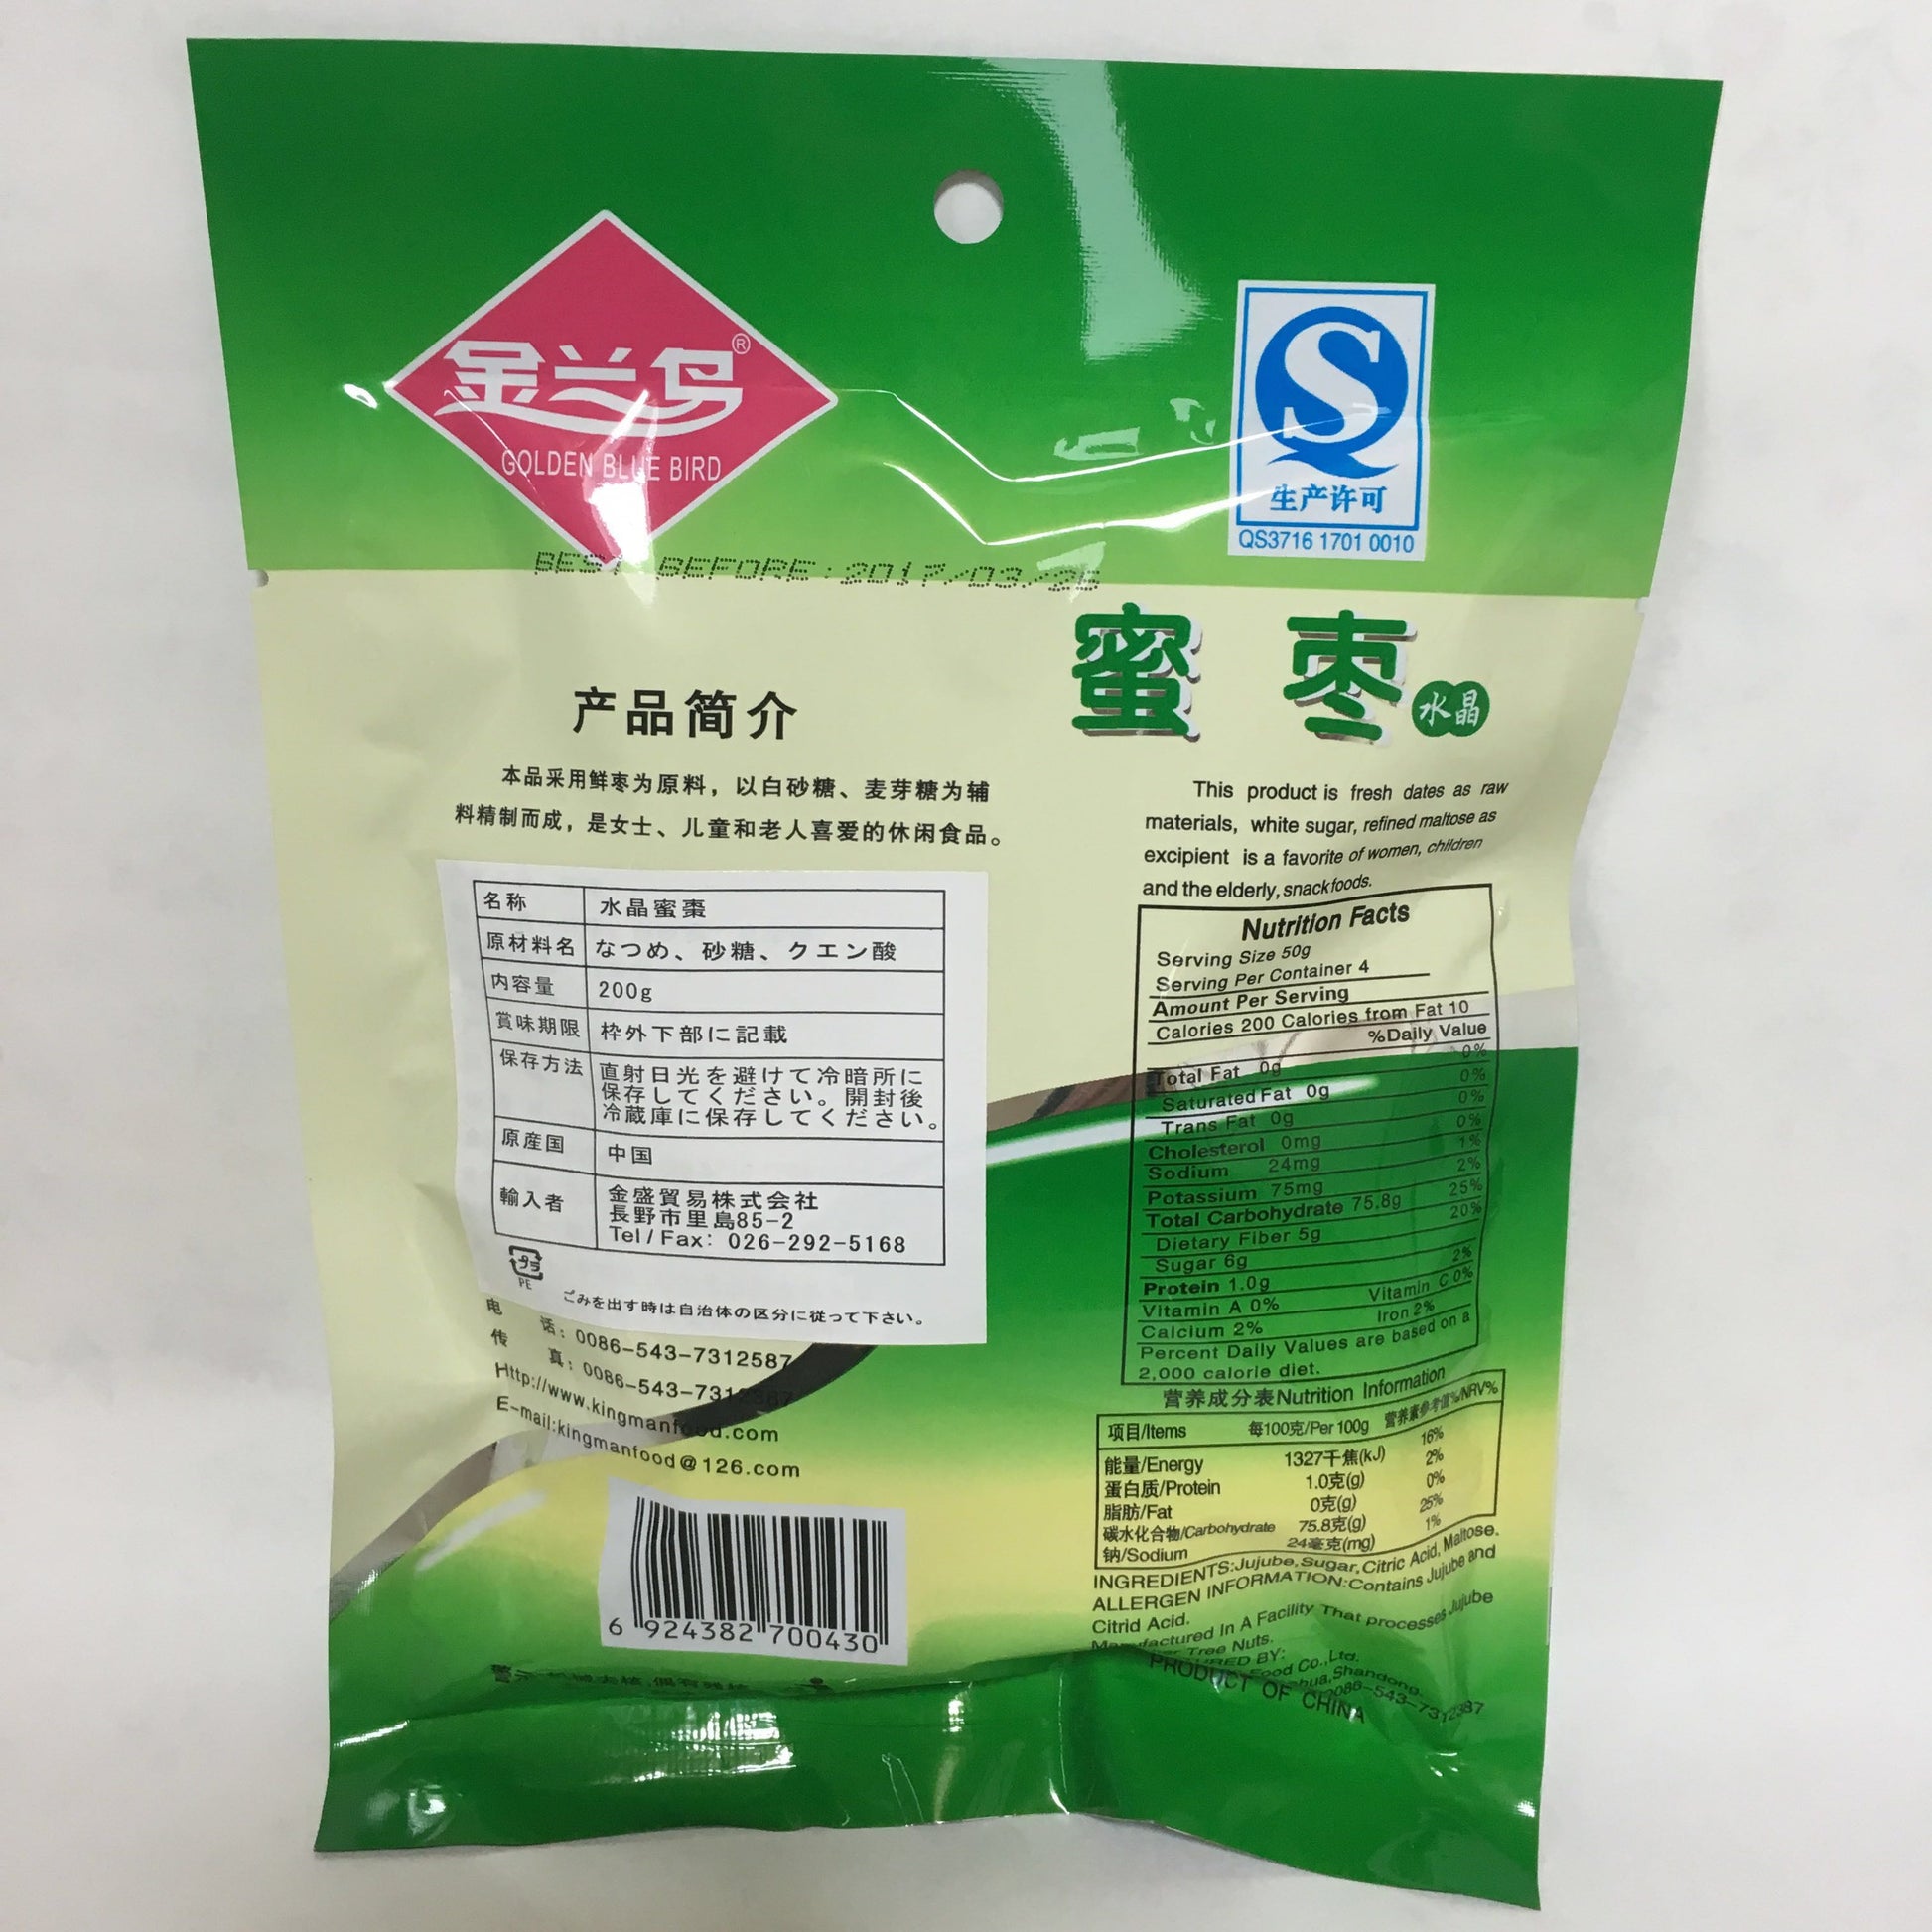 金兰鸟®
GOLDEN BLUE BIRD
生产许可
QS3716 1701 0010
BEST BEFORE:2017/03/26
蜜枣
水晶
产品简介
本品采用鲜枣为原料，以白砂糖、麦芽糖为辅
料精制而成，是女士、儿童和老人喜爱的休闲食品。
名称 水晶蜜棗
原材料名 なつめ、砂糖、クエン酸
内容量 200g
賞味期限 枠外下部に記載
保存方法 直射日光を避けて冷暗所に
保存してください。開封後
冷蔵庫に保存してください。
原産国 中国
輸入者 金盛貿易株式会社
長野市里島85-2
Tel/Fax: 026-292-5168
プラ
PE
ごみを出す時は自治体の区分に従って下さい。
电 话: 0086-543-7312587
传 真: 0086-543-7312387
Http://www.kingmanfood.com
E-mail:kingmanfood@126.com
6 924382 700430
This product is fresh dates as raw
materials, white sugar, refined maltose as
excipient is a favorite of women, children
and the elderly, snack foods.
Nutrition Facts
Serving Size 50g
Serving Per Container 4
Amount Per Serving
Calories 200 Calories from Fat 10
%Daily Value
Total Fat 0g 0%
Saturated Fat 0g 0%
Trans Fat 0g 0%
Cholesterol 0mg 0%
Sodium 24mg 1%
Potassium 75mg 2%
Total Carbohydrate 75.8g 25%
Dietary Fiber 5g 20%
Sugar 6g
Protein 1.0g 2%
Vitamin A 0% Vitamin C 0%
Calcium 2% Iron 2%
Percent Daily Values are based on a
2,000 calorie diet.
营养成分表Nutrition Information
项目/Items 每100克/Per 100g 营养素参考值%/NRV%
能量/Energy 1327千焦(kJ) 16%
蛋白质/Protein 1.0克(g) 2%
脂肪/Fat 0克(g) 0%
碳水化合物/Carbohydrate 75.8克(g) 25%
钠/Sodium 24毫克(mg) 1%
INGREDIENTS:Jujube,Sugar,Citric Acid, Maltose.
ALLERGEN INFORMATION:Contains Jujube and
Citrid Acid.
Manufactured In A Facility That processes Jujube
Tree Nuts.
BY:
Food Co.,Ltd.
Shandong.
0086-543-7312387
PRODUCT OF CHINA